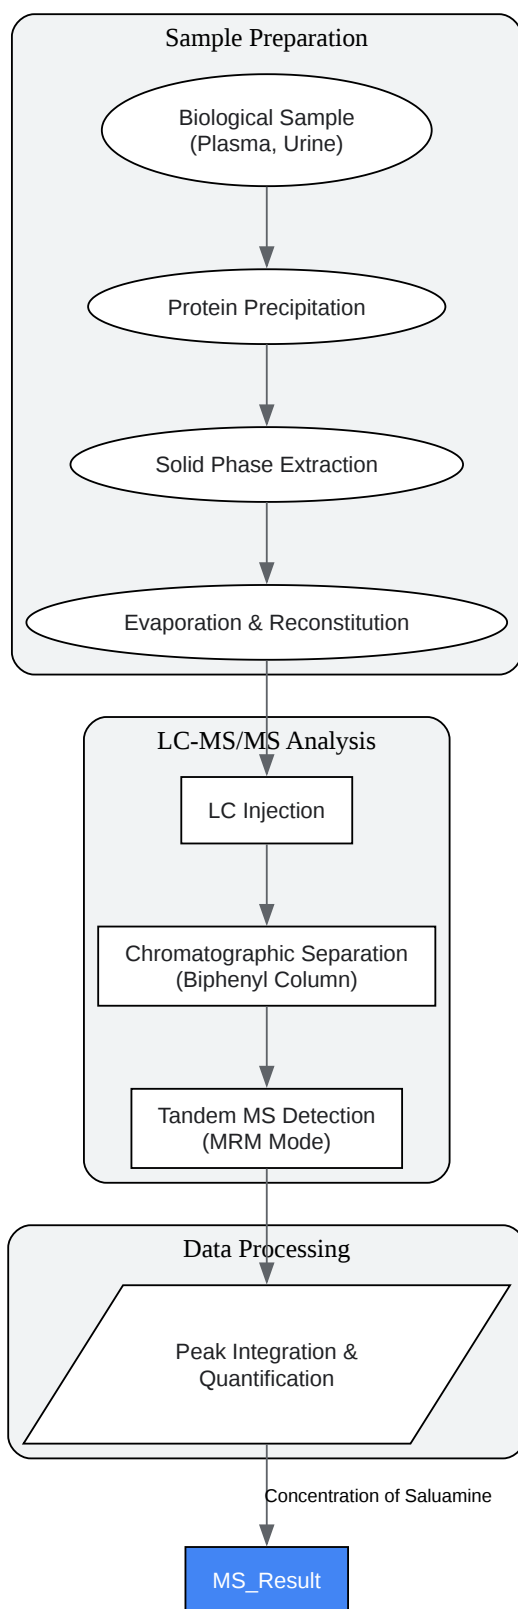 Sample Preparation
Biological Sample
(Plasma, Urine)
Protein Precipitation
Solid Phase Extraction
Evaporation & Reconstitution
LC-MS/MS Analysis
LC Injection
Chromatographic Separation
(Biphenyl Column)
Tandem MS Detection
(MRM Mode)
Data Processing
Peak Integration &
Quantification
Concentration of Saluamine
MS_Result